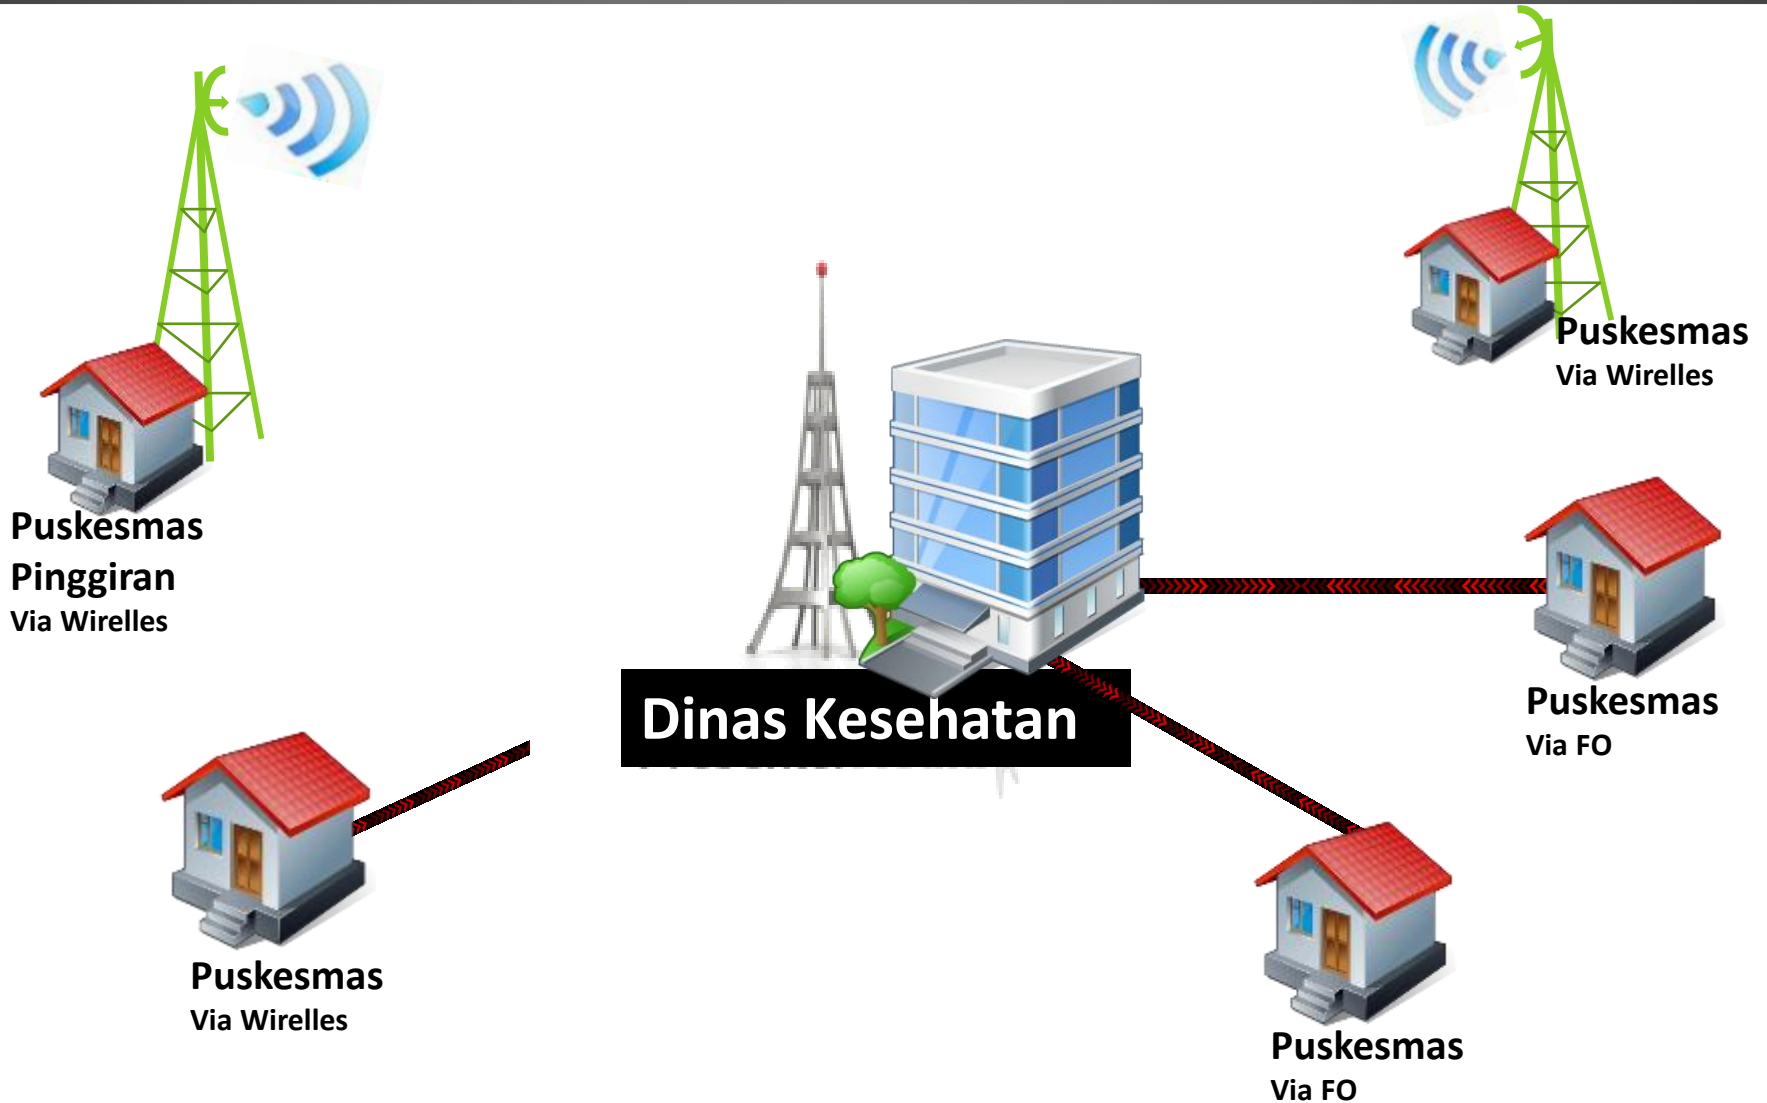 Puskesmas
Via Wirelles
Puskesmas
Pinggiran
Via Wirelles
Dinas Kesehatan
Puskesmas
Via FO
Puskesmas
Via Wirelles
Puskesmas
Via FO